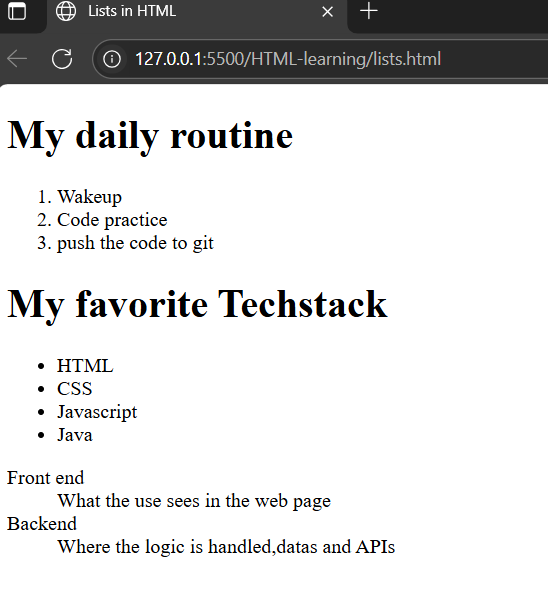 Lists in HTML
127.0.0.1:5500/HTML-learning/lists.html
My daily routine
1. Wakeup
2. Code practice
3. push the code to git
My favorite Techstack
• HTML
• CSS
• Javascript
• Java
Front end
What the use sees in the web page
Backend
Where the logic is handled,datas and APIs